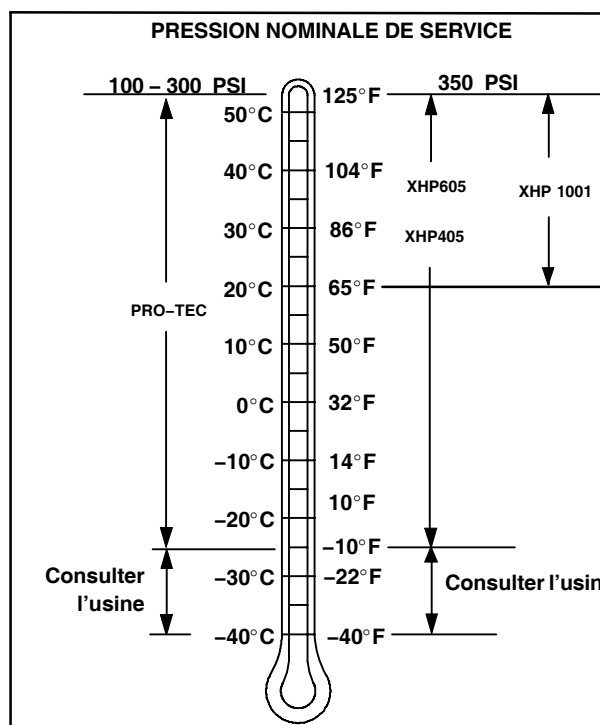 PRESSION NOMINALE DE SERVICE
100 – 300 PSI
350 PSI
125°F
50°C
40°C
104°F
XHP605
XHP 1001
30°C
86°F
XHP405
20°C
65°F
PRO–TEC
10°C
50°F
0°C
32°F
–10°C
14°F
10°F
–20°C
–10°F
Consulter
l'usine
–30°C
–22°F
Consulter l'usin
–40°C
–40°F